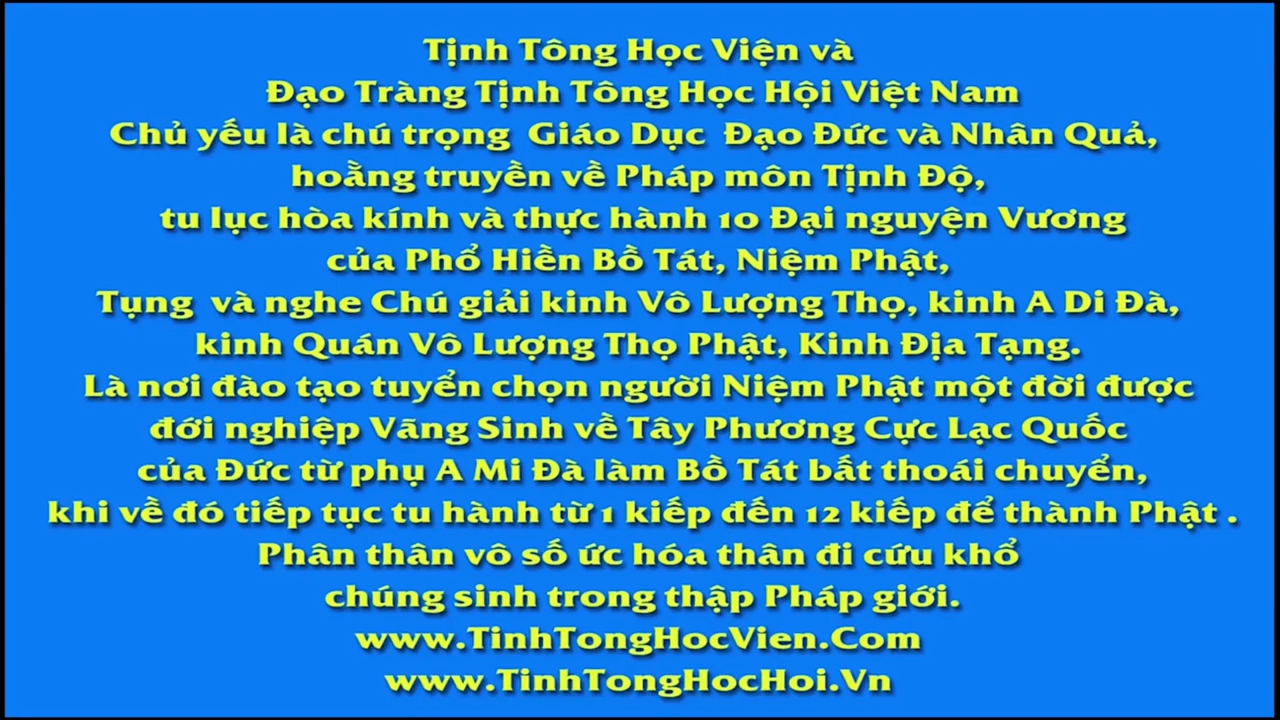 Tịnh Tông Học Viện và
Đạo Tràng Tịnh Tông Học Hội Việt Nam
Chủ yếu là chú trọng  Giáo Dục  Đạo Đức và Nhân Quả,
hoằng truyền về Pháp môn Tịnh Độ,
tu lục hòa kính và thực hành 10 Đại nguyện Vương
của Phổ Hiền Bồ Tát, Niệm Phật,
Tụng  và nghe Chú giải kinh Vô Lượng Thọ, kinh A Di Đà,
kinh Quán Vô Lượng Thọ Phật, Kinh Địa Tạng.
Là nơi đào tạo tuyển chọn người Niệm Phật một đời được
đới nghiệp Vãng Sinh về Tây Phương Cực Lạc Quốc
của Đức từ phụ A Mi Đà làm Bồ Tát bất thoái chuyển,
khi về đó tiếp tục tu hành từ 1 kiếp đến 12 kiếp để thành Phật .
Phân thân vô số ức hóa thân đi cứu khổ
chúng sinh trong thập Pháp giới.
www.TinhTongHocVien.Com
www.TinhTongHocHoi.Vn